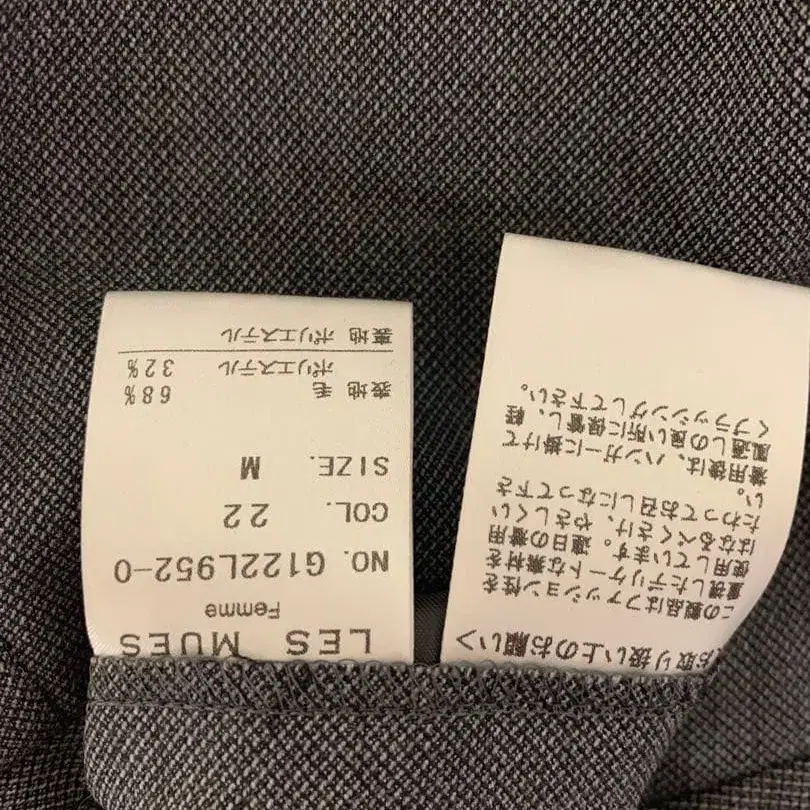 お取り扱い上のお願い>
この製品はファッション性を
重視したデリケートな素材を
使用しています。連日の着用
はなるべくさけ、やさしくい
たわってお召しになって下さ
い。
着用後は、ハンガーに掛けて
風通しの良い所に保管し、軽
くブラッシングして下さい。
LES MUES
Femme
NO. G122L952-0
COL. 22
SIZE. M
表地 毛 68%
ポリエステル 32%
裏地 ポリエステル